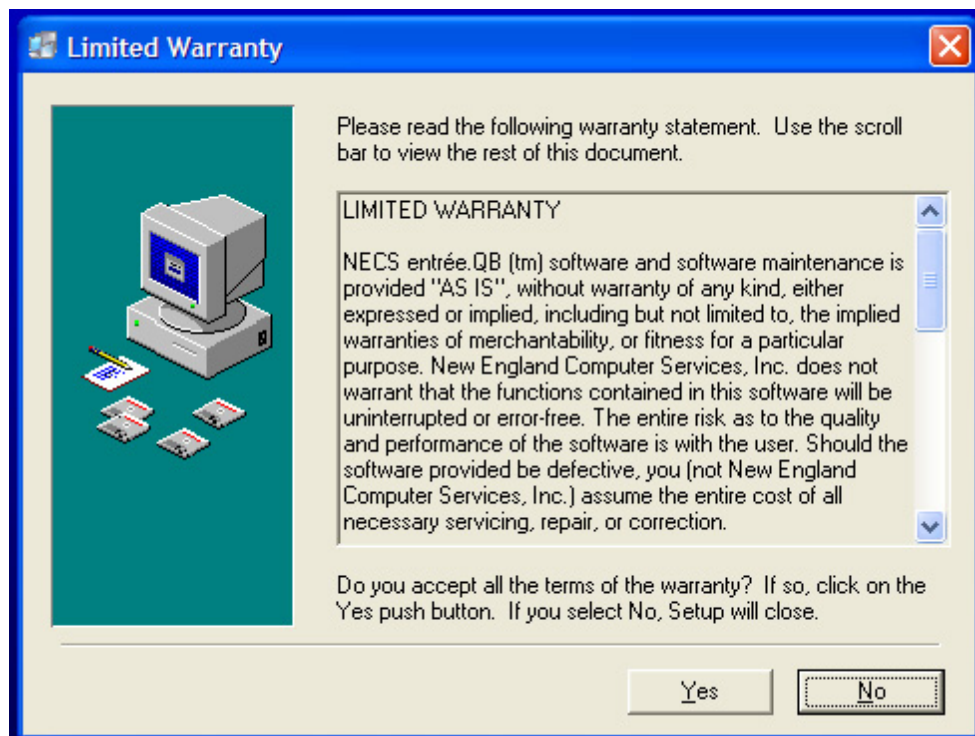 Limited Warranty
Please read the following warranty statement.  Use the scroll
bar to view the rest of this document.
LIMITED WARRANTY
NECS entrée.QB (tm) software and software maintenance is
provided "AS IS", without warranty of any kind, either
expressed or implied, including but not limited to, the implied
warranties of merchantability, or fitness for a particular
purpose. New England Computer Services, Inc. does not
warrant that the functions contained in this software will be
uninterrupted or error-free. The entire risk as to the quality
and performance of the software is with the user. Should the
software provided be defective, you (not New England
Computer Services, Inc.) assume the entire cost of all
necessary servicing, repair, or correction.
Do you accept all the terms of the warranty?  If so, click on the
Yes push button.  If you select No, Setup will close.
Yes
No